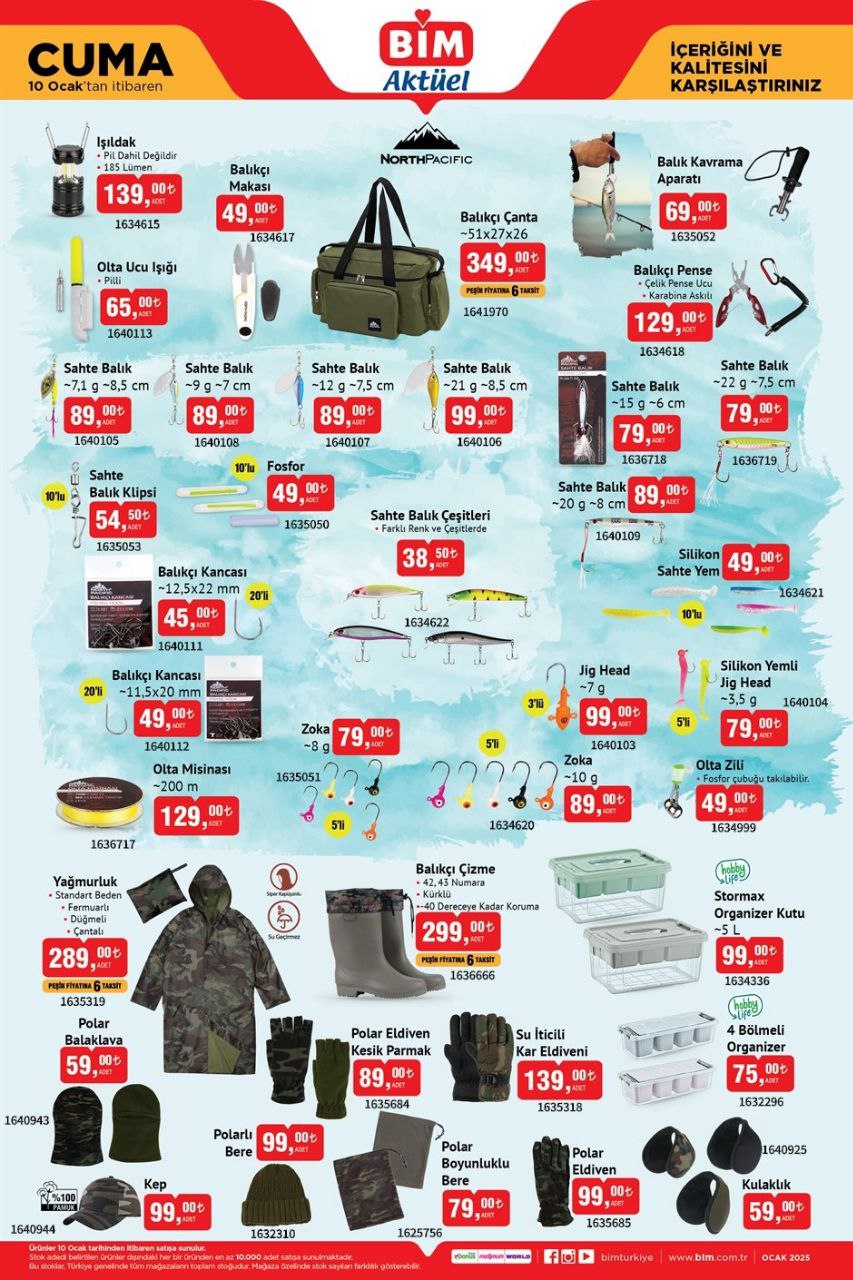 CUMA
10 Ocak'tan itibaren
BİM
Aktüel
İÇERİĞİNİ VE
KALİTESİNİ
KARŞILAŞTIRINIZ
NORTHPACIFIC
Işıldak
• Pil Dahil Değildir
• 185 Lümen
139,00₺
ADET
1634615
Balıkçı
Makası
49,00₺
ADET
1634617
Balıkçı Çanta
~51x27x26
349,00₺
ADET
PEŞİN FİYATINA 6 TAKSİT
1641970
Balık Kavrama
Aparatı
69,00₺
ADET
1635052
Olta Ucu Işığı
• Pilli
65,00₺
ADET
1640113
Balıkçı Pense
• Çelik Pense Ucu
• Karabina Askılı
129,00₺
ADET
1634618
Sahte Balık
~7,1 g ~8,5 cm
89,00₺
ADET
1640105
Sahte Balık
~9 g ~7 cm
89,00₺
ADET
1640108
Sahte Balık
~12 g ~7,5 cm
89,00₺
ADET
1640107
Sahte Balık
~21 g ~8,5 cm
99,00₺
ADET
1640106
SAHTE BALIK
Sahte Balık
~15 g ~6 cm
79,00₺
ADET
1636718
Sahte Balık
~22 g ~7,5 cm
79,00₺
ADET
1636719
10'lu
Sahte
Balık Klipsi
54,50₺
ADET
1635053
10'lu
Fosfor
49,00₺
ADET
1635050
Sahte Balık Çeşitleri
• Farklı Renk ve Çeşitlerde
38,50₺
ADET
1634622
Sahte Balık
~20 g ~8 cm
89,00₺
ADET
1640109
Silikon
Sahte Yem
49,00₺
ADET
1634621
10'lu
BALIKÇI KANCASI
Balıkçı Kancası
~12,5x22 mm
20'li
45,00₺
ADET
1640111
Balıkçı Kancası
~11,5x20 mm
20'li
49,00₺
ADET
1640112
Zoka
~8 g
79,00₺
ADET
1635051
5'li
Jig Head
~7 g
3'lü
99,00₺
ADET
1640103
Silikon Yemli
Jig Head
~3,5 g
1640104
5'li
79,00₺
ADET
Olta Misinası
~200 m
129,00₺
ADET
1636717
5'li
Zoka
~10 g
89,00₺
ADET
1634620
Olta Zili
• Fosfor çubuğu takılabilir.
49,00₺
ADET
1634999
Yağmurluk
• Standart Beden
• Fermuarlı
• Düğmeli
• Çantalı
289,00₺
ADET
PEŞİN FİYATINA 6 TAKSİT
1635319
Siper Kapüşonlu
Su Geçirmez
Balıkçı Çizme
• 42, 43 Numara
• Kürklü
• -40 Dereceye Kadar Koruma
299,00₺
ADET
PEŞİN FİYATINA 6 TAKSİT
1636666
hobby life
Stormax
Organizer Kutu
~5 L
99,00₺
ADET
1634336
Polar
Balaklava
59,00₺
ADET
1640943
Polar Eldiven
Kesik Parmak
89,00₺
ADET
1635684
Su İticili
Kar Eldiveni
139,00₺
ADET
1635318
hobby life
4 Bölmeli
Organizer
75,00₺
ADET
1632296
%100
PAMUK
Kep
99,00₺
ADET
1640944
Polarlı
Bere
99,00₺
ADET
1632310
Polar
Boyunluklu
Bere
79,00₺
ADET
1625756
Polar
Eldiven
99,00₺
ADET
1635685
1640925
Kulaklık
59,00₺
ADET
Ürünler 10 Ocak tarihinden itibaren satışa sunulur.
Stok adedi belirtilen ürünler dışındaki her bir üründen en az 10.000 adet satışa sunulmaktadır.
Bu stoklar, Türkiye genelinde tüm mağazaların toplam stoğudur. Mağaza özelinde stok sayıları farklılık gösterebilir.
bonus maximum WORLD
bimturkiye
www.bim.com.tr
OCAK 2025